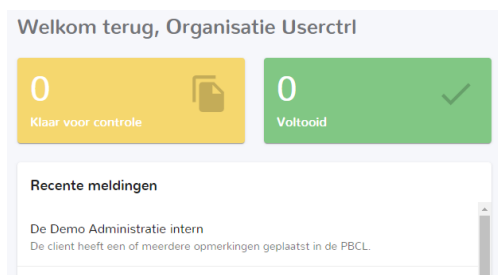 Welkom terug, Organisatie Userctrl
0
Klaar voor controle
0
Voltooid
Recente meldingen
De Demo Administratie intern
De client heeft een of meerdere opmerkingen geplaatst in de PBCL.